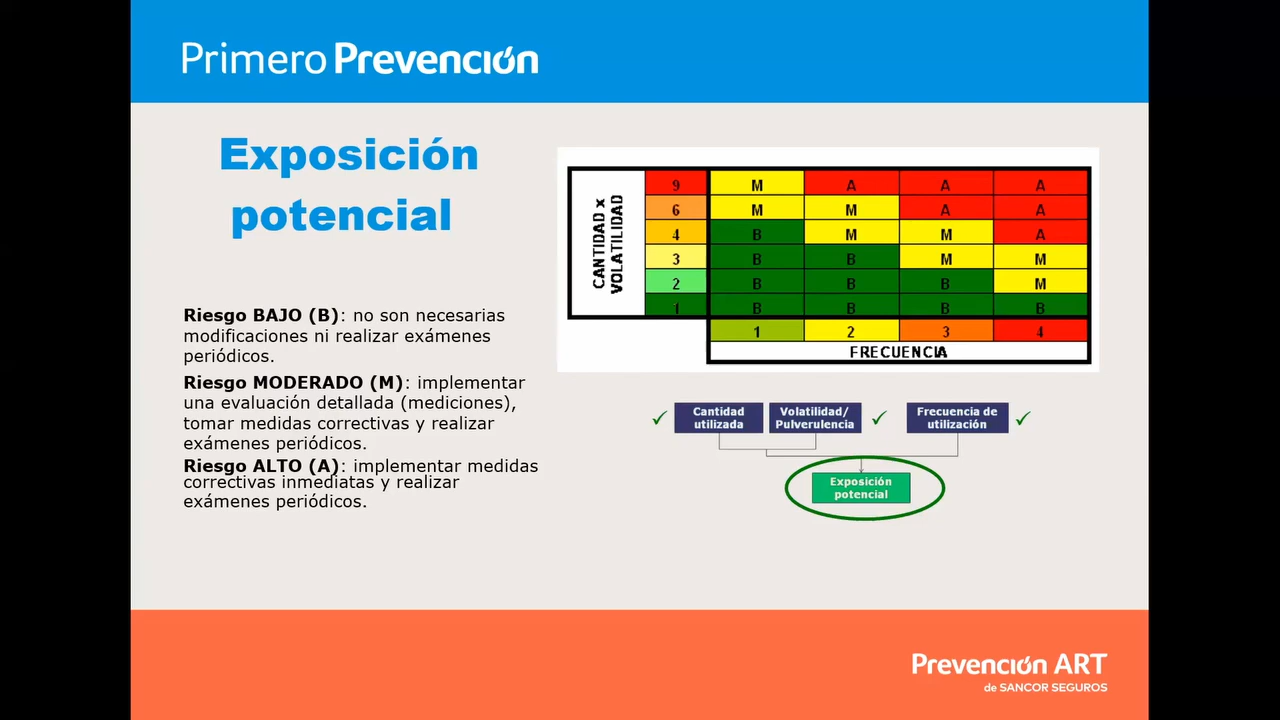 Primero Prevención
Exposición
potencial
Riesgo BAJO (B): no son necesarias
modificaciones ni realizar exámenes
periódicos.
Riesgo MODERADO (M): implementar
una evaluación detallada (mediciones),
tomar medidas correctivas y realizar
exámenes periódicos.
Riesgo ALTO (A): implementar medidas
correctivas inmediatas y realizar
exámenes periódicos.
CANTIDAD x
VOLATILIDAD
9 M A A A
6 M M A A
4 B M M A
3 B B M M
2 B B B M
1 B B B B
1 2 3 4
FRECUENCIA
Cantidad
utilizada
Volatilidad/
Pulverulencia
Frecuencia de
utilización
Exposición
potencial
Prevención ART
de SANCOR SEGUROS